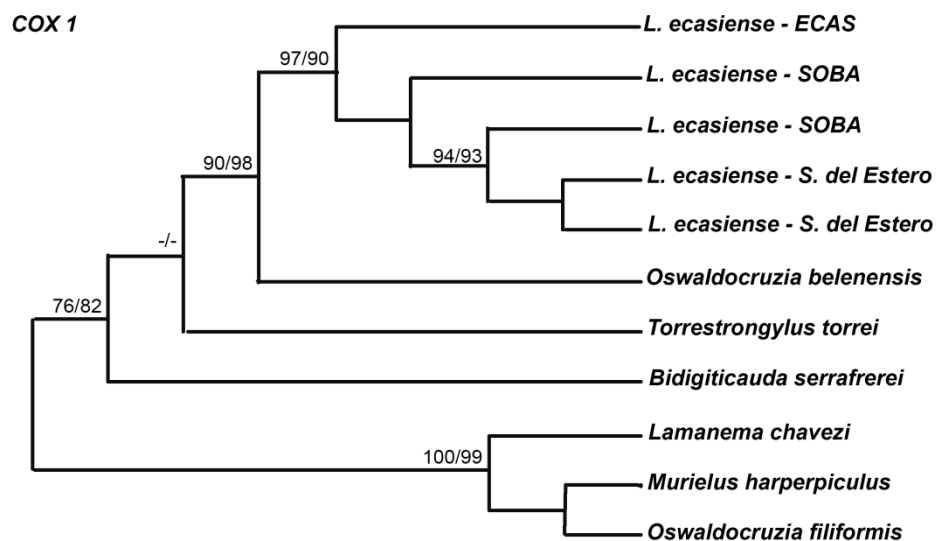 COX 1
L. ecasiense - ECAS
97/90
L. ecasiense - SOBA
L. ecasiense - SOBA
94/93
90/98
L. ecasiense - S. del Estero
L. ecasiense - S. del Estero
-/-
Oswaldocruzia belenensis
76/82
Torrestrongylus torrei
Bidigiticauda serrafrerei
Lamanema chavezi
100/99
Murielus harperpiculus
Oswaldocruzia filiformis